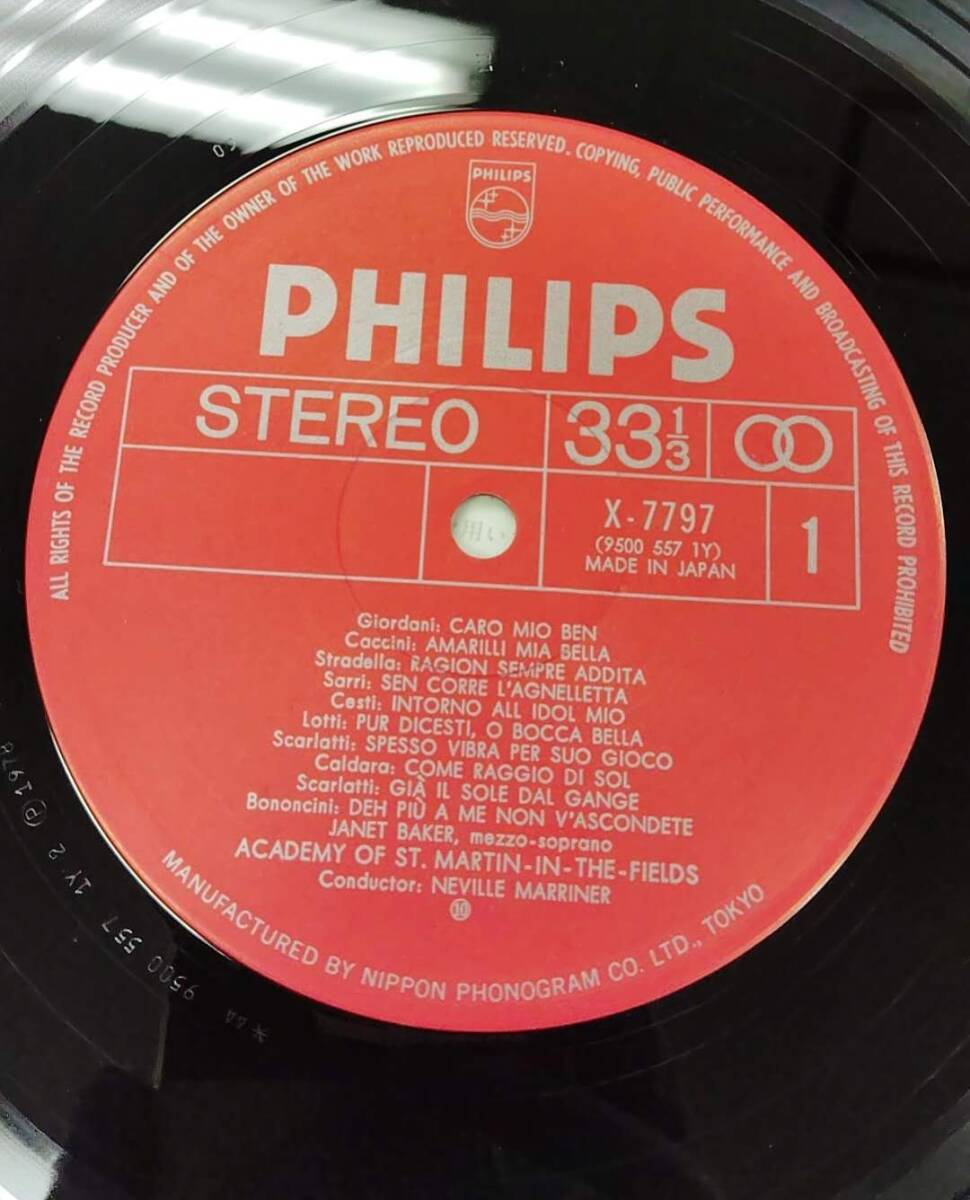 ALL RIGHTS OF THE RECORD PRODUCER AND OF THE OWNER OF THE WORK REPRODUCED RESERVED. COPYING, PUBLIC PERFORMANCE AND BROADCASTING OF THIS RECORD PROHIBITED
PHILIPS
PHILIPS
STEREO
33 1/3
X-7797
(9500 557 1Y)
MADE IN JAPAN
1
Giordani: CARO MIO BEN
Caccini: AMARILLI MIA BELLA
Stradella: RAGION SEMPRE ADDITA
Sarri: SEN CORRE L'AGNELLETTA
Cesti: INTORNO ALL IDOL MIO
Lotti: PUR DICESTI, O BOCCA BELLA
Scarlatti: SPESSO VIBRA PER SUO GIOCO
Caldara: COME RAGGIO DI SOL
Scarlatti: GIÀ IL SOLE DAL GANGE
Bononcini: DEH PIÙ A ME NON V'ASCONDETE
JANET BAKER, mezzo-soprano
ACADEMY OF ST. MARTIN-IN-THE-FIELDS
Conductor: NEVILLE MARRINER
10
MANUFACTURED BY NIPPON PHONOGRAM CO. LTD., TOKYO
44 9500 557 1Y 2 Ⓟ 1978